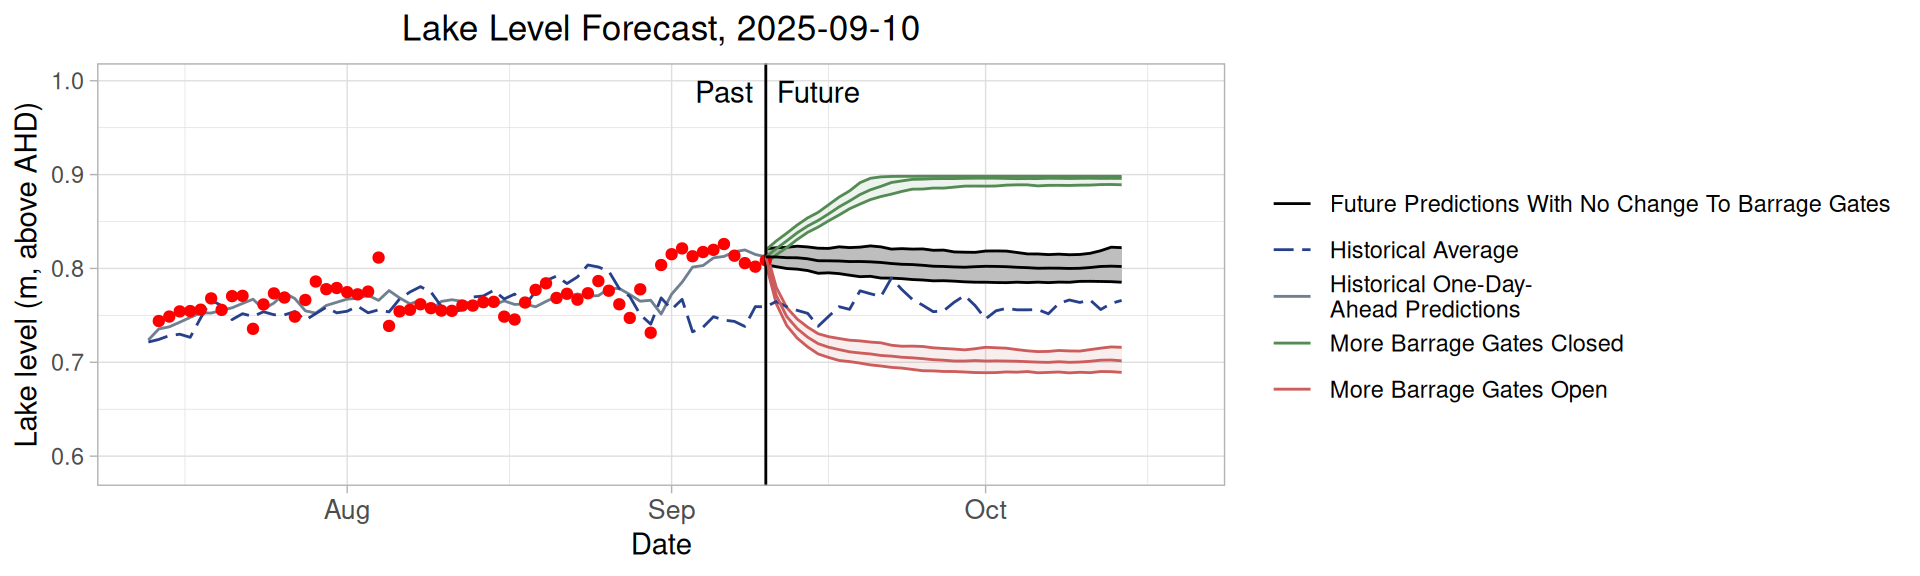 Lake Level Forecast, 2025-09-10
Lake level (m, above AHD)
1.0
0.9
0.8
0.7
0.6
Past
Future
Aug
Sep
Oct
Date
Future Predictions With No Change To Barrage Gates
Historical Average
Historical One-Day-
Ahead Predictions
More Barrage Gates Closed
More Barrage Gates Open